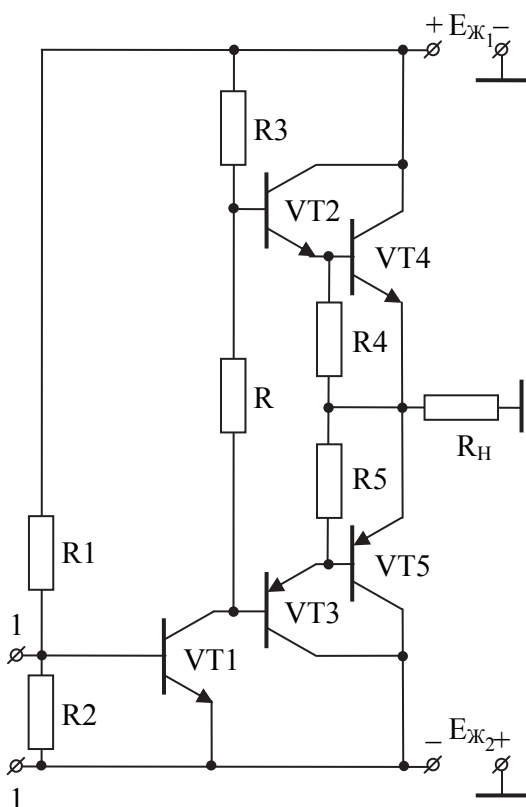 + Eж₁ −
R3
VT2
VT4
R4
R
Rн
R5
R1
VT5
1
VT3
VT1
R2
− Eж₂ +
1